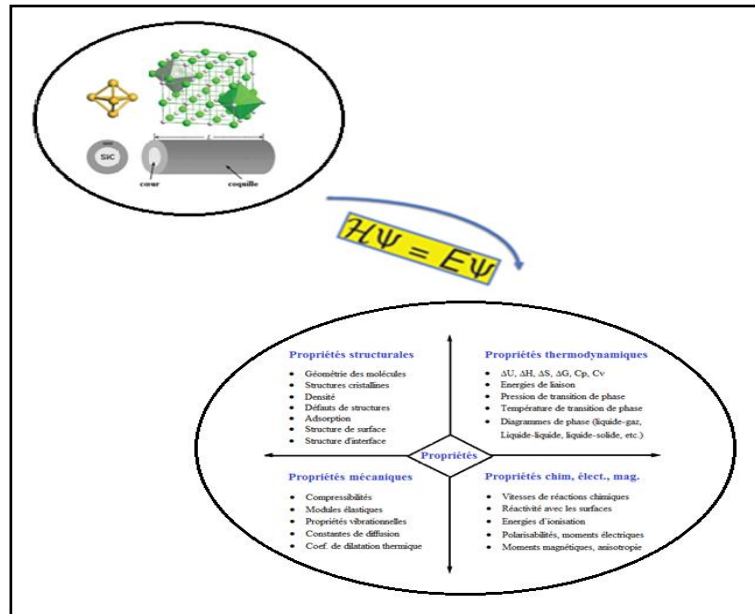 L
SiC
cœur
coquille
ℋΨ = EΨ
Propriétés structurales
• Géométrie des molécules
• Structures cristallines
• Densité
• Défauts de structures
• Adsorption
• Structure de surface
• Structure d'interface
Propriétés thermodynamiques
• ΔU, ΔH, ΔS, ΔG, Cp, Cv
• Energies de liaison
• Pression de transition de phase
• Température de transition de phase
• Diagrammes de phase (liquide-gaz,
Liquide-liquide, liquide-solide, etc.)
Propriétés
Propriétés mécaniques
• Compressibilités
• Modules élastiques
• Propriétés vibrationnelles
• Constantes de diffusion
• Coef. de dilatation thermique
Propriétés chim, élect., mag.
• Vitesses de réactions chimiques
• Réactivité avec les surfaces
• Energies d'ionisation
• Polarisabilités, moments électriques
• Moments magnétiques, anisotropie